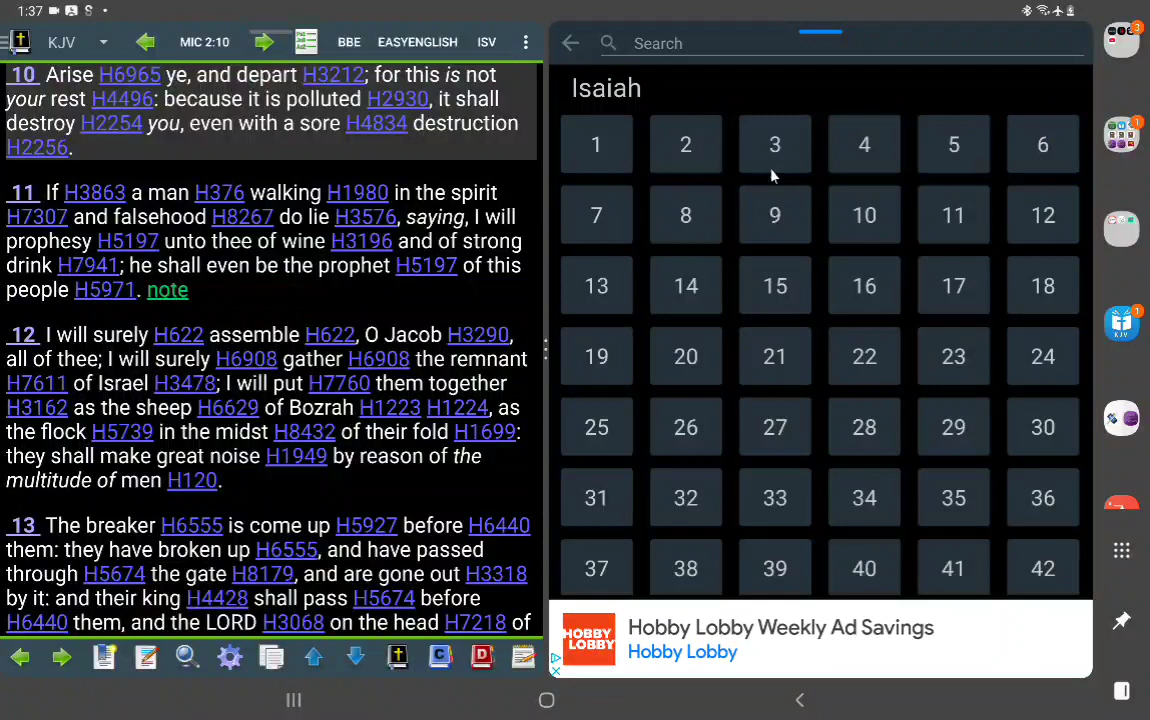 1:37
KJV
MIC 2:10
BBE
EASYENGLISH
ISV
10 Arise H6965 ye, and depart H3212; for this is not
your rest H4496: because it is polluted H2930, it shall
destroy H2254 you, even with a sore H4834 destruction
H2256.
11 If H3863 a man H376 walking H1980 in the spirit
H7307 and falsehood H8267 do lie H3576, saying, I will
prophesy H5197 unto thee of wine H3196 and of strong
drink H7941; he shall even be the prophet H5197 of this
people H5971. note
12 I will surely H622 assemble H622, O Jacob H3290,
all of thee; I will surely H6908 gather H6908 the remnant
H7611 of Israel H3478; I will put H7760 them together
H3162 as the sheep H6629 of Bozrah H1223 H1224, as
the flock H5739 in the midst H8432 of their fold H1699:
they shall make great noise H1949 by reason of the
multitude of men H120.
13 The breaker H6555 is come up H5927 before H6440
them: they have broken up H6555, and have passed
through H5674 the gate H8179, and are gone out H3318
by it: and their king H4428 shall pass H5674 before
H6440 them, and the LORD H3068 on the head H7218 of
C
D
Search
Isaiah
1 2 3 4 5 6
7 8 9 10 11 12
13 14 15 16 17 18
19 20 21 22 23 24
25 26 27 28 29 30
31 32 33 34 35 36
37 38 39 40 41 42
HOBBY
LOBBY
Hobby Lobby Weekly Ad Savings
Hobby Lobby
3
1
1
KJV